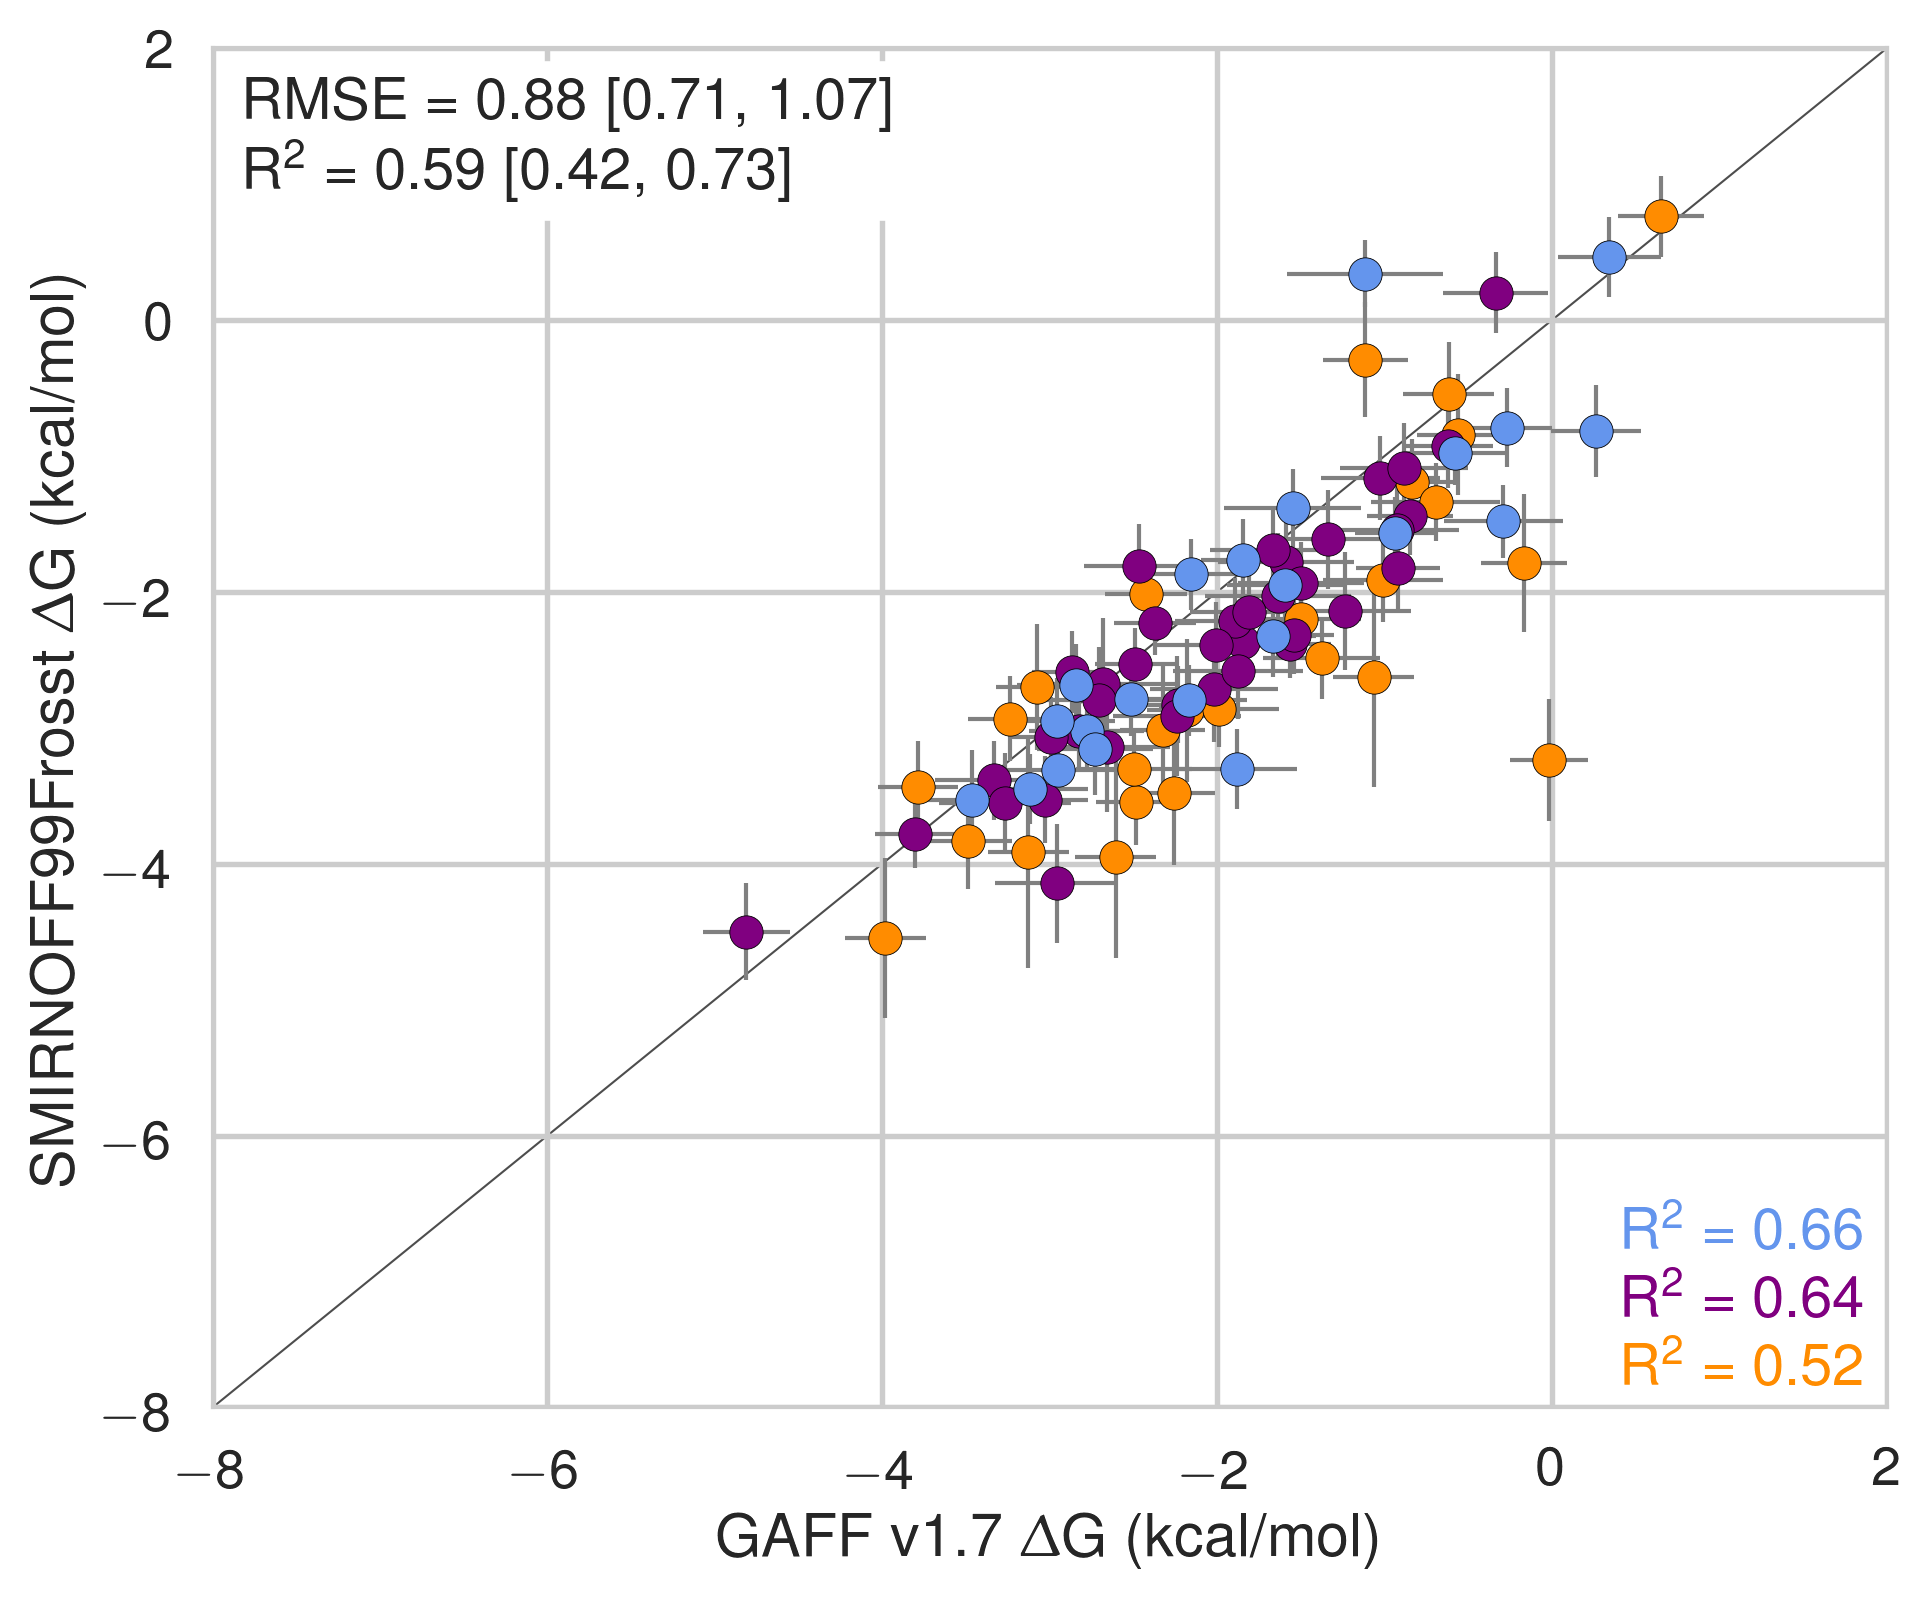 RMSE = 0.88 [0.71, 1.07]
R² = 0.59 [0.42, 0.73]
2
0
−2
−4
−6
−8
SMIRNOFF99Frosst ΔG (kcal/mol)
R² = 0.66
R² = 0.64
R² = 0.52
−8 −6 −4 −2 0 2
GAFF v1.7 ΔG (kcal/mol)